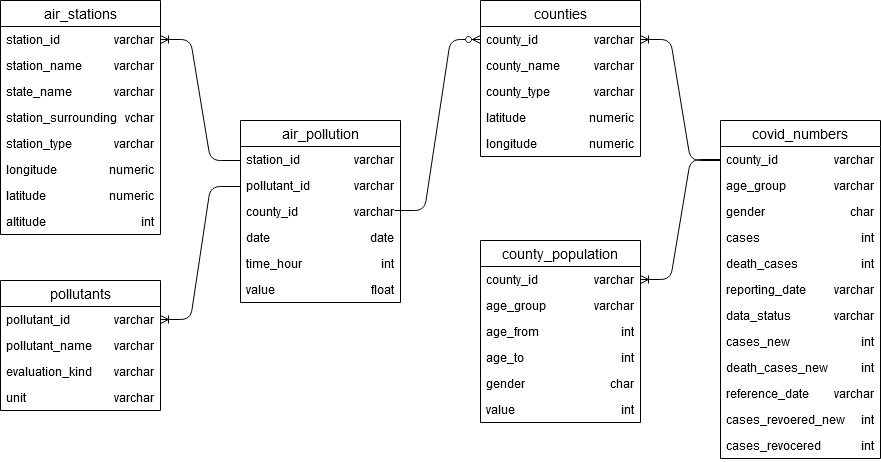 air_stations
station_id varchar
station_name varchar
state_name varchar
station_surrounding vchar
station_type varchar
longitude numeric
latitude numeric
altitude int
pollutants
pollutant_id varchar
pollutant_name varchar
evaluation_kind varchar
unit varchar
air_pollution
station_id varchar
pollutant_id varchar
county_id varchar
date date
time_hour int
value float
counties
county_id varchar
county_name varchar
county_type varchar
latitude numeric
longitude numeric
county_population
county_id varchar
age_group varchar
age_from int
age_to int
gender char
value int
covid_numbers
county_id varchar
age_group varchar
gender char
cases int
death_cases int
reporting_date varchar
data_status varchar
cases_new int
death_cases_new int
reference_date varchar
cases_revoered_new int
cases_revocered int